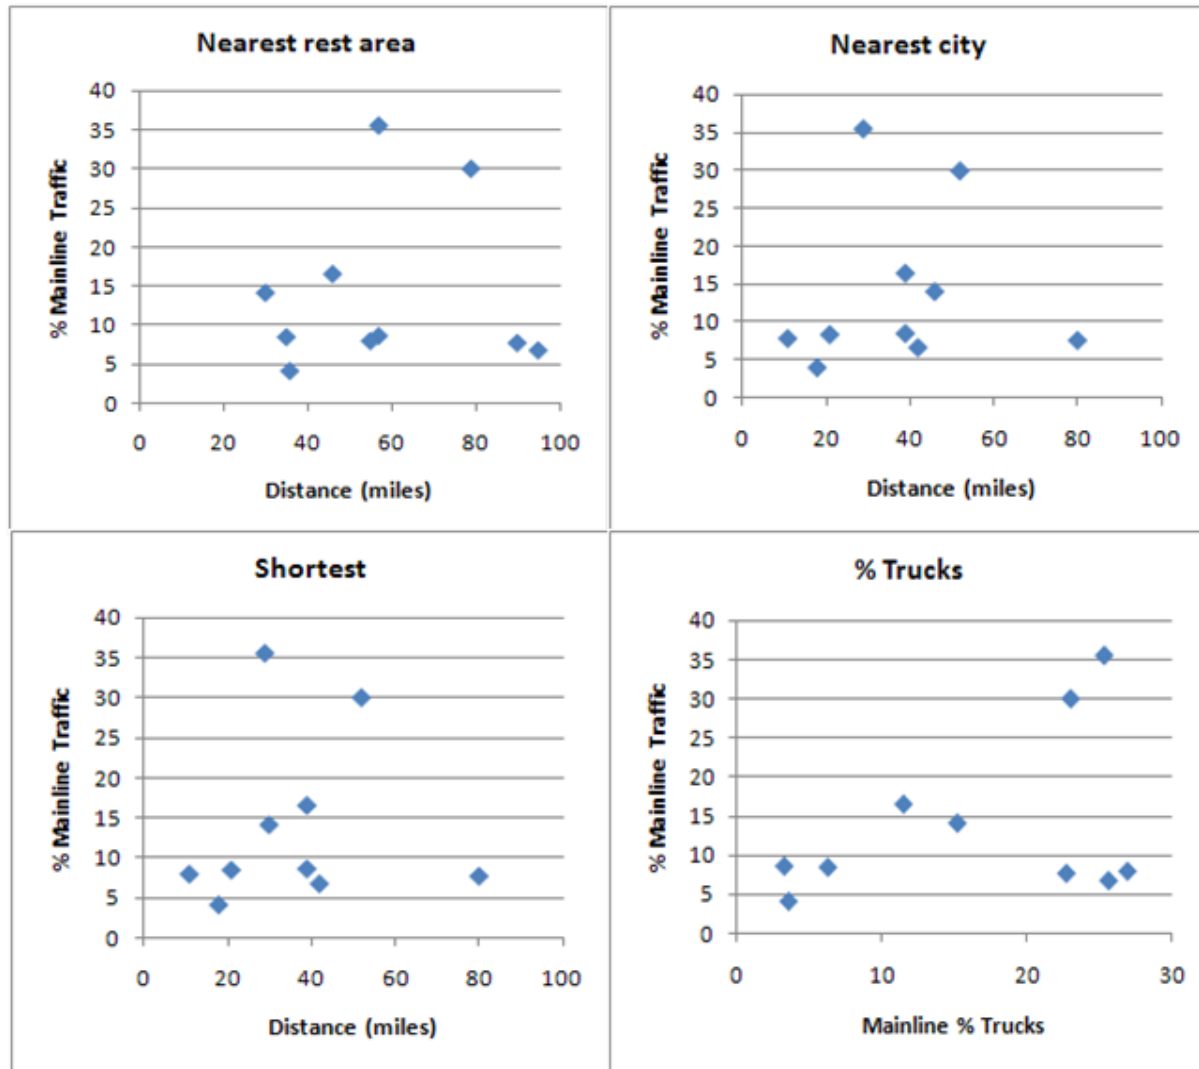 Nearest rest area
40
35
30
25
20
15
10
5
0
% Mainline Traffic
0 20 40 60 80 100
Distance (miles)
Nearest city
40
35
30
25
20
15
10
5
0
% Mainline Traffic
0 20 40 60 80 100
Distance (miles)
Shortest
40
35
30
25
20
15
10
5
0
% Mainline Traffic
0 20 40 60 80 100
Distance (miles)
% Trucks
40
35
30
25
20
15
10
5
0
% Mainline Traffic
0 10 20 30
Mainline % Trucks